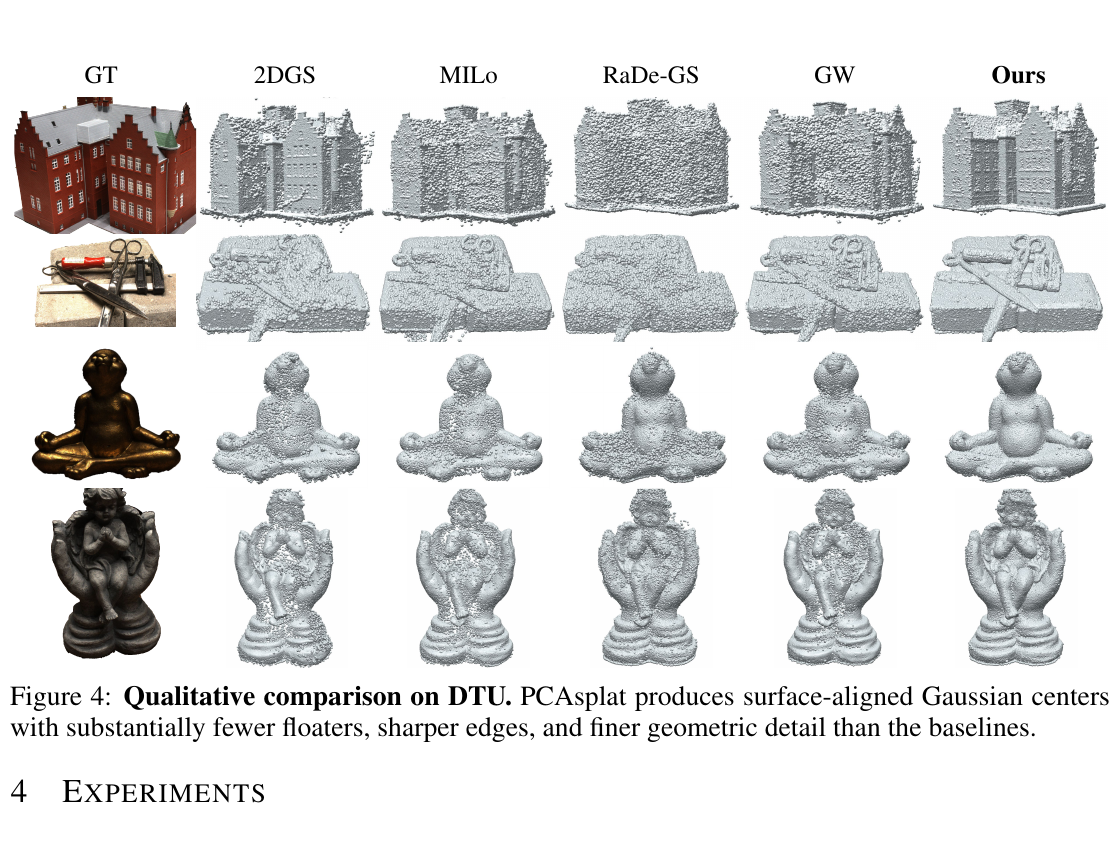 GT 2DGS MILo RaDe-GS GW Ours
Figure 4: Qualitative comparison on DTU. PCAsplat produces surface-aligned Gaussian centers
with substantially fewer floaters, sharper edges, and finer geometric detail than the baselines.
4 EXPERIMENTS